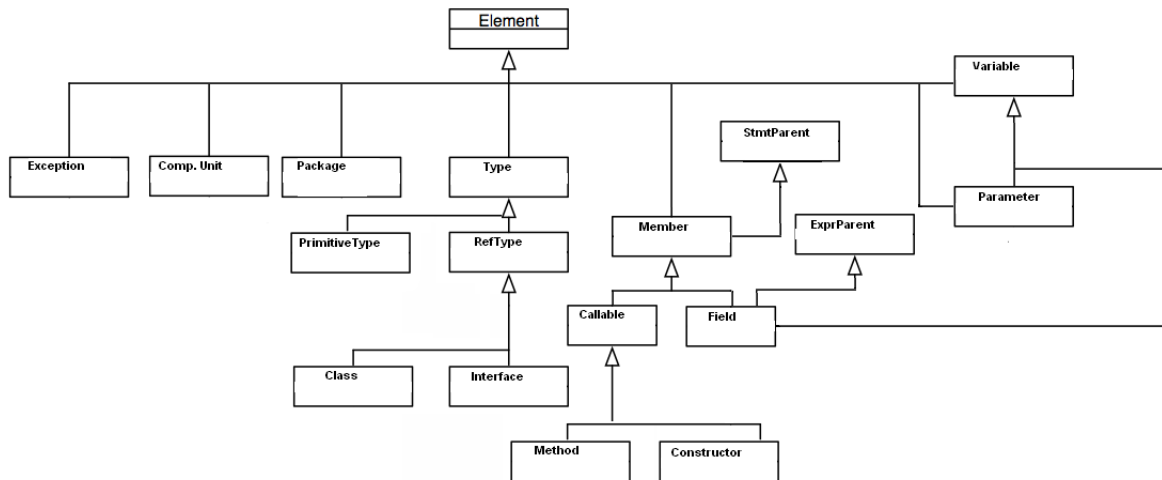 Element
Variable
StmtParent
Exception
Comp. Unit
Package
Type
Parameter
Member
ExprParent
PrimitiveType
RefType
Callable
Field
Class
Interface
Method
Constructor